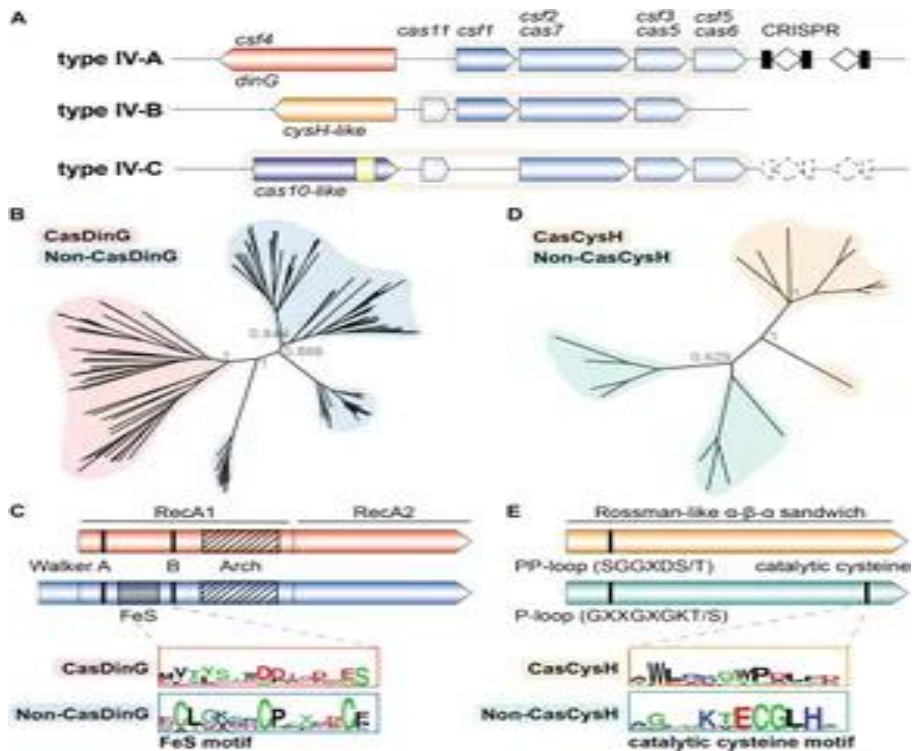 A
csf4
cas11
csf1
csf2
cas7
csf3
cas5
csf5
cas6
CRISPR
type IV-A
dinG
type IV-B
cysH-like
type IV-C
cas10-like
B
CasDinG
Non-CasDinG
D
CasCysH
Non-CasCysH
C
RecA1
RecA2
Walker A
B
Arch
FeS
CasDinG
Non-CasDinG
FeS motif
E
Rossman-like α-β-α sandwich
PP-loop (SGGXDS/T)
catalytic cysteine
P-loop (GXXGXGKT/S)
CasCysH
Non-CasCysH
catalytic cysteine motif